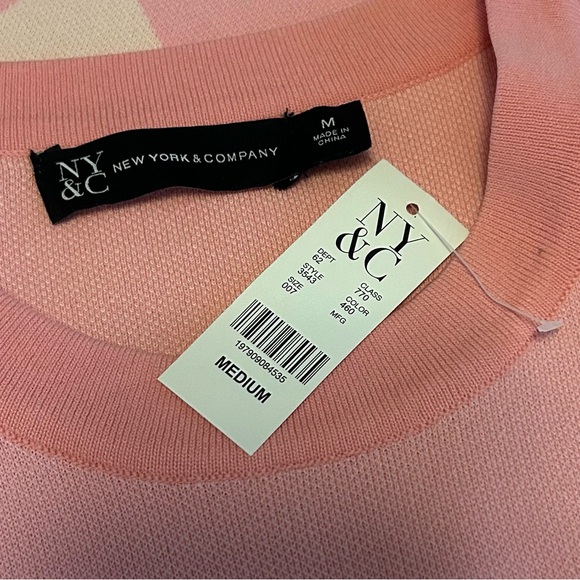 NY
&C
NEW YORK & COMPANY
M
MADE IN
CHINA
NY
&C
DEPT CLASS
62 770
STYLE COLOR
3543 460
SIZE MFG
007
197909084535
MEDIUM